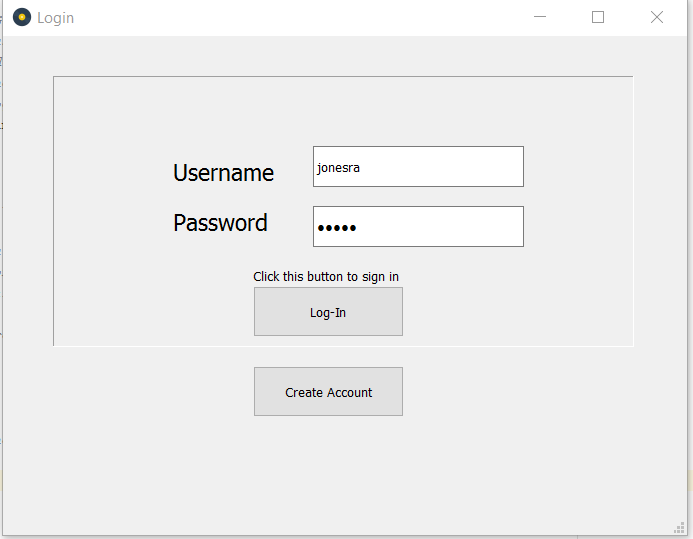 Login
Username
jonesra
Password
•••••
Click this button to sign in
Log-In
Create Account